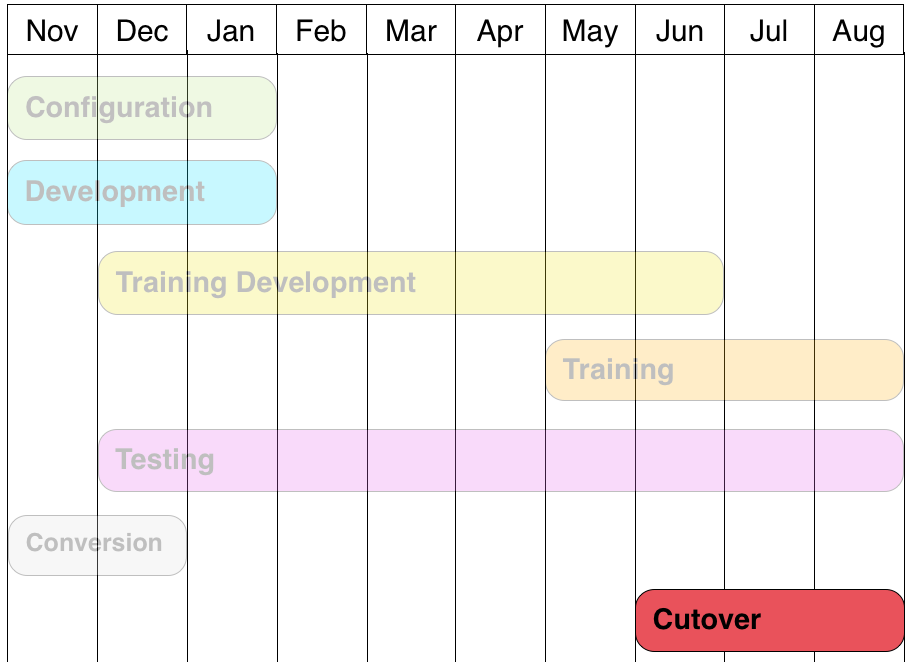 Nov Dec Jan Feb Mar Apr May Jun Jul Aug
Configuration
Development
Training Development
Training
Testing
Conversion
Cutover